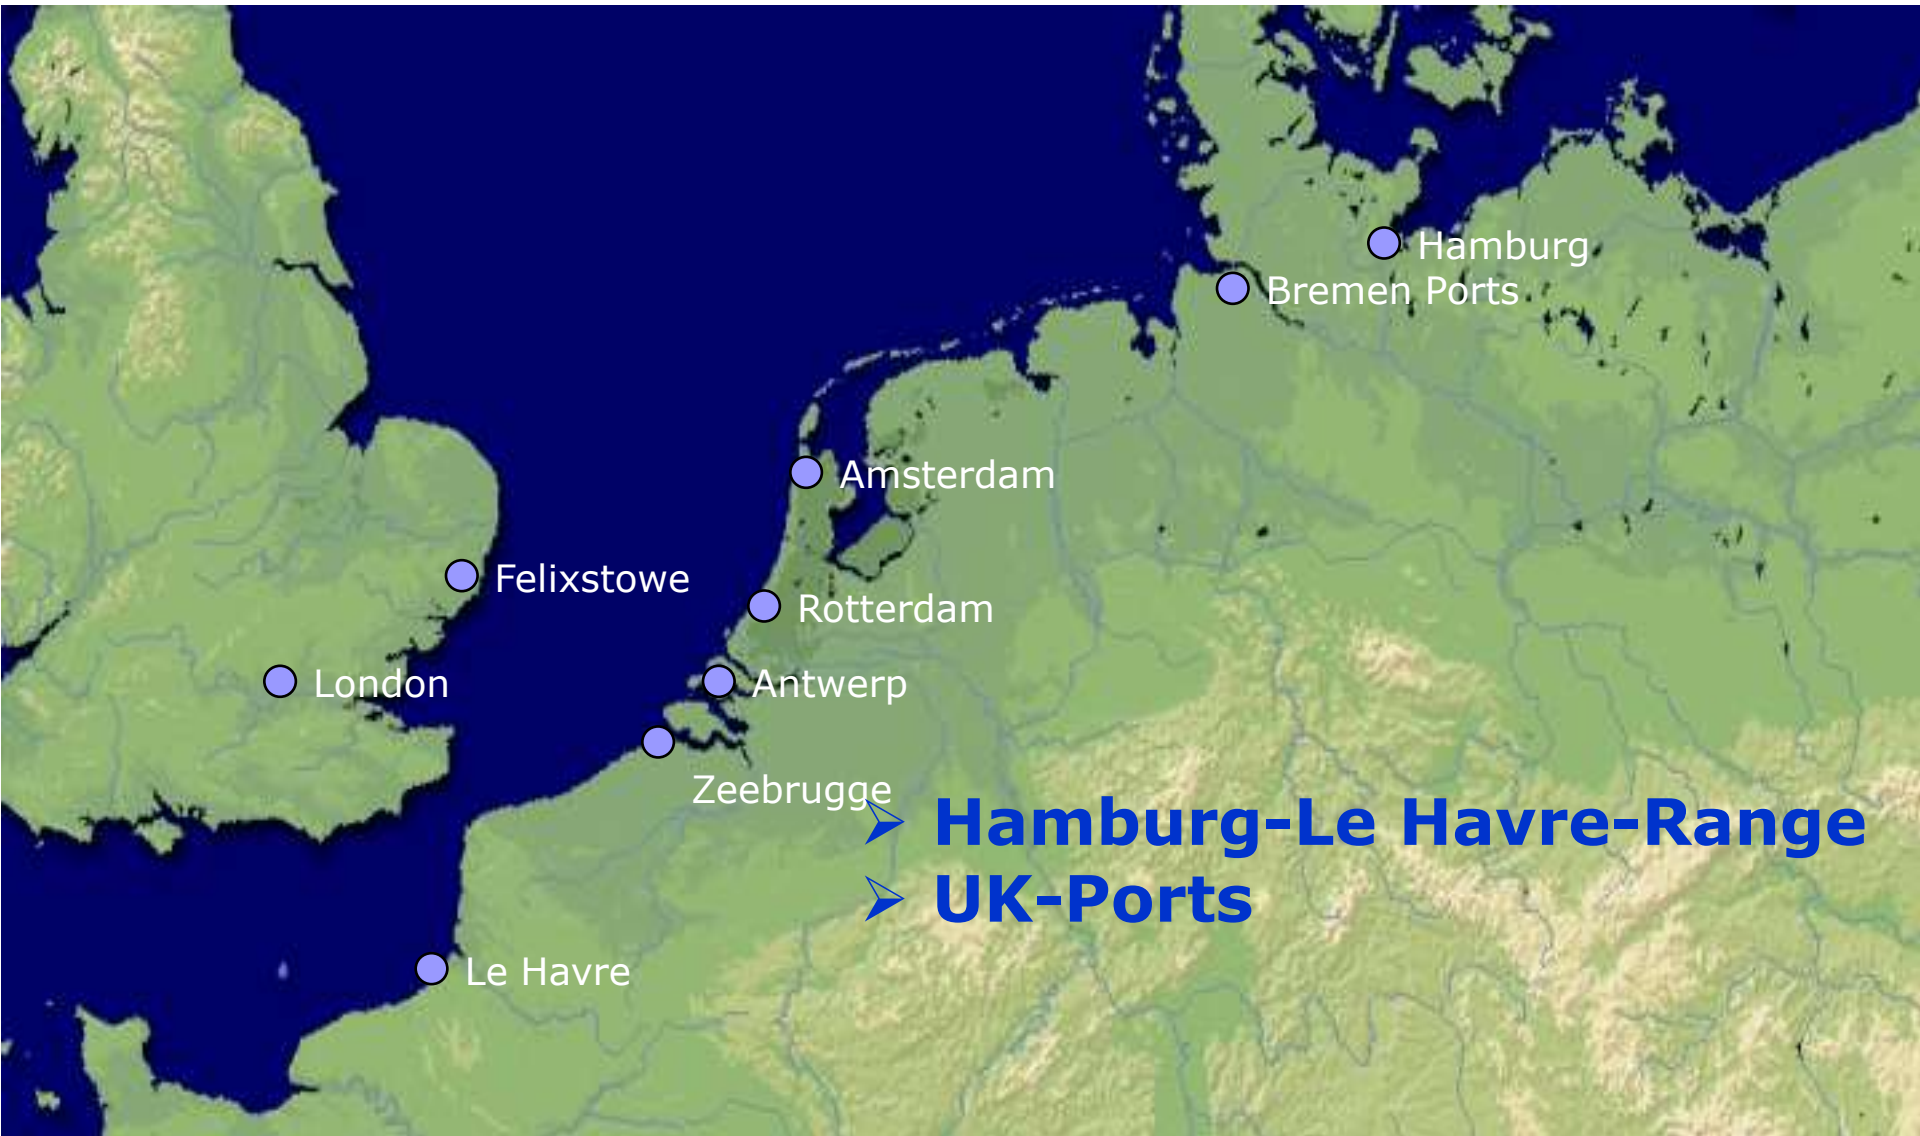 Hamburg
Bremen Ports
Amsterdam
Felixstowe
Rotterdam
London
Antwerp
Zeebrugge
➢ Hamburg-Le Havre-Range
➢ UK-Ports
Le Havre